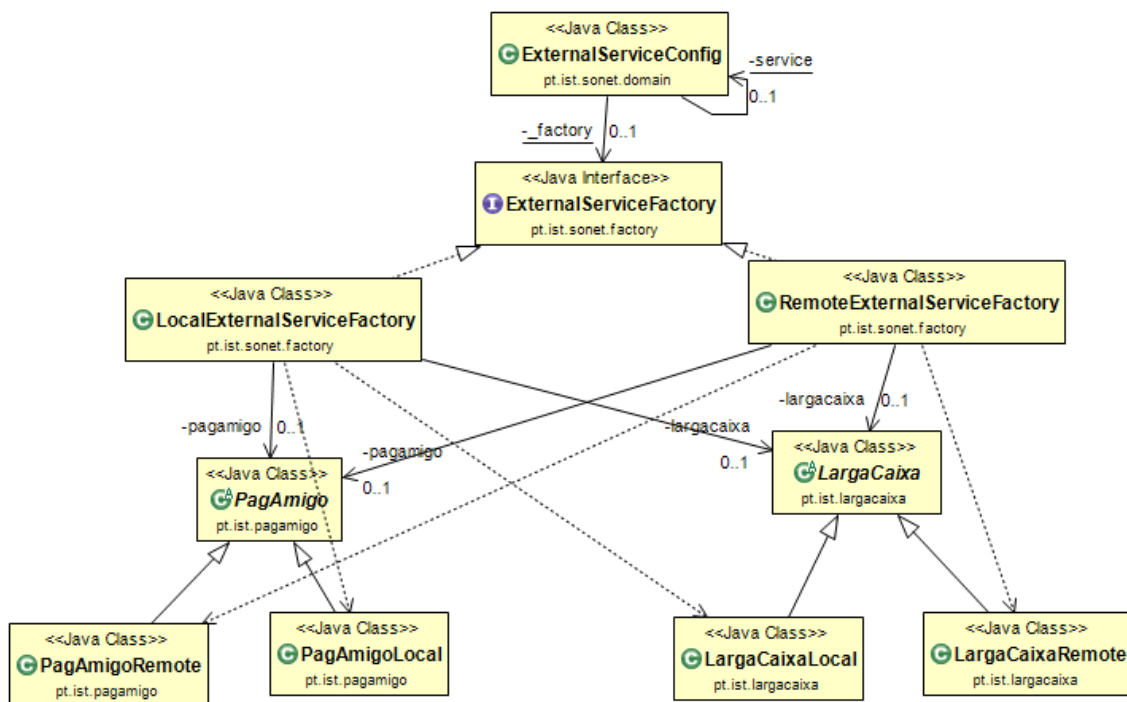 <<Java Class>>
ExternalServiceConfig
pt.ist.sonet.domain
-service
0..1
-_factory
0..1
<<Java Interface>>
ExternalServiceFactory
pt.ist.sonet.factory
<<Java Class>>
LocalExternalServiceFactory
pt.ist.sonet.factory
<<Java Class>>
RemoteExternalServiceFactory
pt.ist.sonet.factory
-pagamigo
0..1
-pagamigo
0..1
-largacaixa
0..1
-largacaixa
0..1
<<Java Class>>
PagAmigo
pt.ist.pagamigo
<<Java Class>>
LargaCaixa
pt.ist.largacaixa
<<Java Class>>
PagAmigoRemote
pt.ist.pagamigo
<<Java Class>>
PagAmigoLocal
pt.ist.pagamigo
<<Java Class>>
LargaCaixaLocal
pt.ist.largacaixa
<<Java Class>>
LargaCaixaRemote
pt.ist.largacaixa